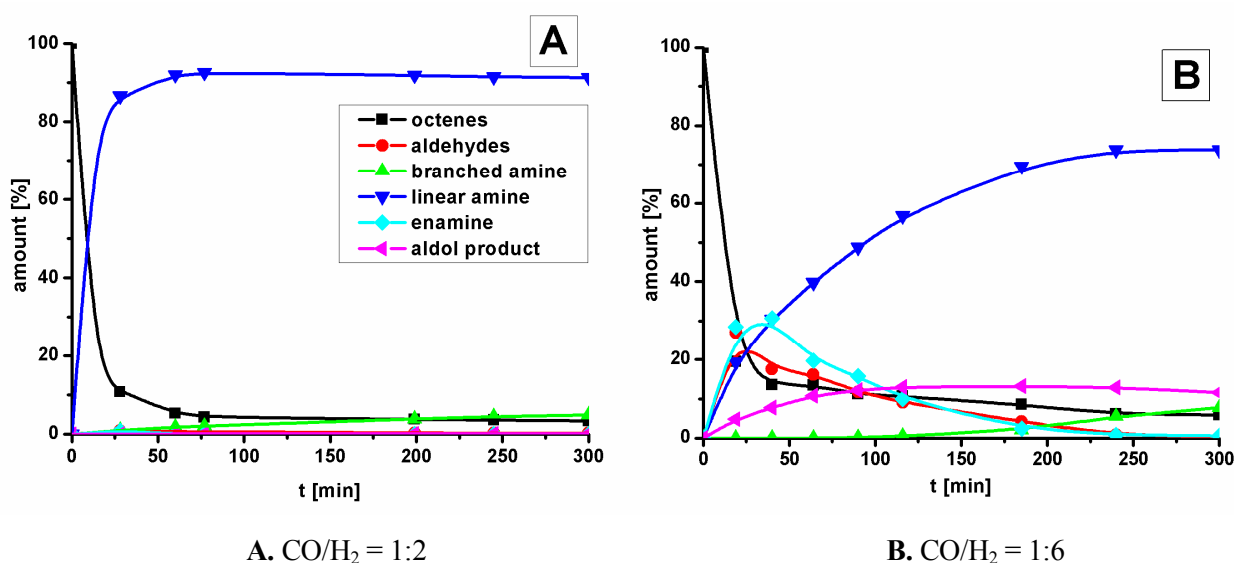 A
100
80
60
40
20
0
amount [%]
octenes
aldehydes
branched amine
linear amine
enamine
aldol product
0 50 100 150 200 250 300
t [min]
B
100
80
60
40
20
0
amount [%]
0 50 100 150 200 250 300
t [min]
A. CO/H₂ = 1:2
B. CO/H₂ = 1:6